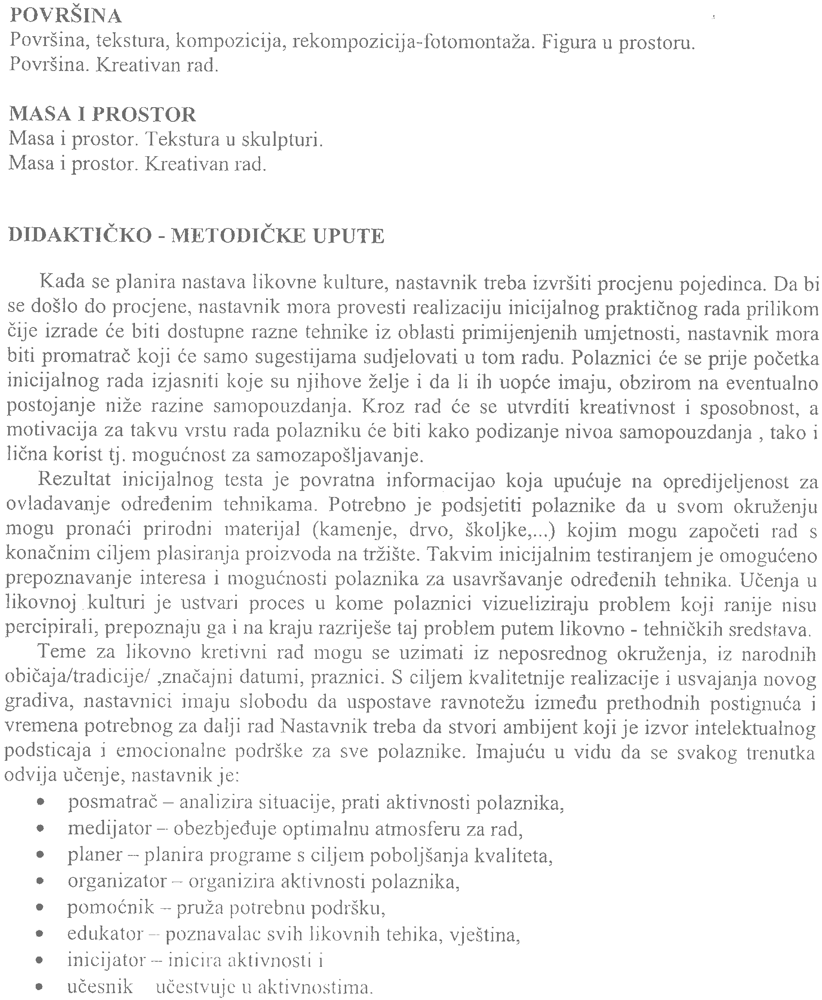 POVRŠINA
Površina, tekstura, kompozicija, rekompozicija-fotomontaža. Figura u prostoru.
Površina. Kreativan rad.
MASA I PROSTOR
Masa i prostor. Tekstura u skulpturi.
Masa i prostor. Kreativan rad.
DIDAKTIČKO - METODIČKE UPUTE
Kada se planira nastava likovne kulture, nastavnik treba izvršiti procjenu pojedinca. Da bi
se došlo do procjene, nastavnik mora provesti realizaciju inicijalnog praktičnog rada prilikom
čije izrade će biti dostupne razne tehnike iz oblasti primijenjenih umjetnosti, nastavnik mora
biti promatrač koji će samo sugestijama sudjelovati u tom radu. Polaznici će se prije početka
inicijalnog rada izjasniti koje su njihove želje i da li ih uopće imaju, obzirom na eventualno
postojanje niže razine samopouzdanja. Kroz rad će se utvrditi kreativnost i sposobnost, a
motivacija za takvu vrstu rada polazniku će biti kako podizanje nivoa samopouzdanja , tako i
lična korist tj. mogućnost za samozapošljavanje.
Rezultat inicijalnog testa je povratna informacijao koja upućuje na opredijeljenost za
ovladavanje određenim tehnikama. Potrebno je podsjetiti polaznike da u svom okruženju
mogu pronaći prirodni materijal (kamenje, drvo, školjke,...) kojim mogu započeti rad s
konačnim ciljem plasiranja proizvoda na tržište. Takvim inicijalnim testiranjem je omogućeno
prepoznavanje interesa i mogućnosti polaznika za usavršavanje određenih tehnika. Učenja u
likovnoj kulturi je ustvari proces u kome polaznici vizueliziraju problem koji ranije nisu
percipirali, prepoznaju ga i na kraju razriješe taj problem putem likovno - tehničkih sredstava.
Teme za likovno kretivni rad mogu se uzimati iz neposrednog okruženja, iz narodnih
običaja/tradicije/ ,značajni datumi, praznici. S ciljem kvalitetnije realizacije i usvajanja novog
gradiva, nastavnici imaju slobodu da uspostave ravnotežu između prethodnih postignuća i
vremena potrebnog za dalji rad Nastavnik treba da stvori ambijent koji je izvor intelektualnog
podsticaja i emocionalne podrške za sve polaznike. Imajuću u vidu da se svakog trenutka
odvija učenje, nastavnik je:
• posmatrač – analizira situacije, prati aktivnosti polaznika,
• medijator – obezbjeđuje optimalnu atmosferu za rad,
• planer – planira programe s ciljem poboljšanja kvaliteta,
• organizator – organizira aktivnosti polaznika,
• pomoćnik – pruža potrebnu podršku,
• edukator – poznavalac svih likovnih tehika, vještina,
• inicijator – inicira aktivnosti i
• učesnik učestvuje u aktivnostima.